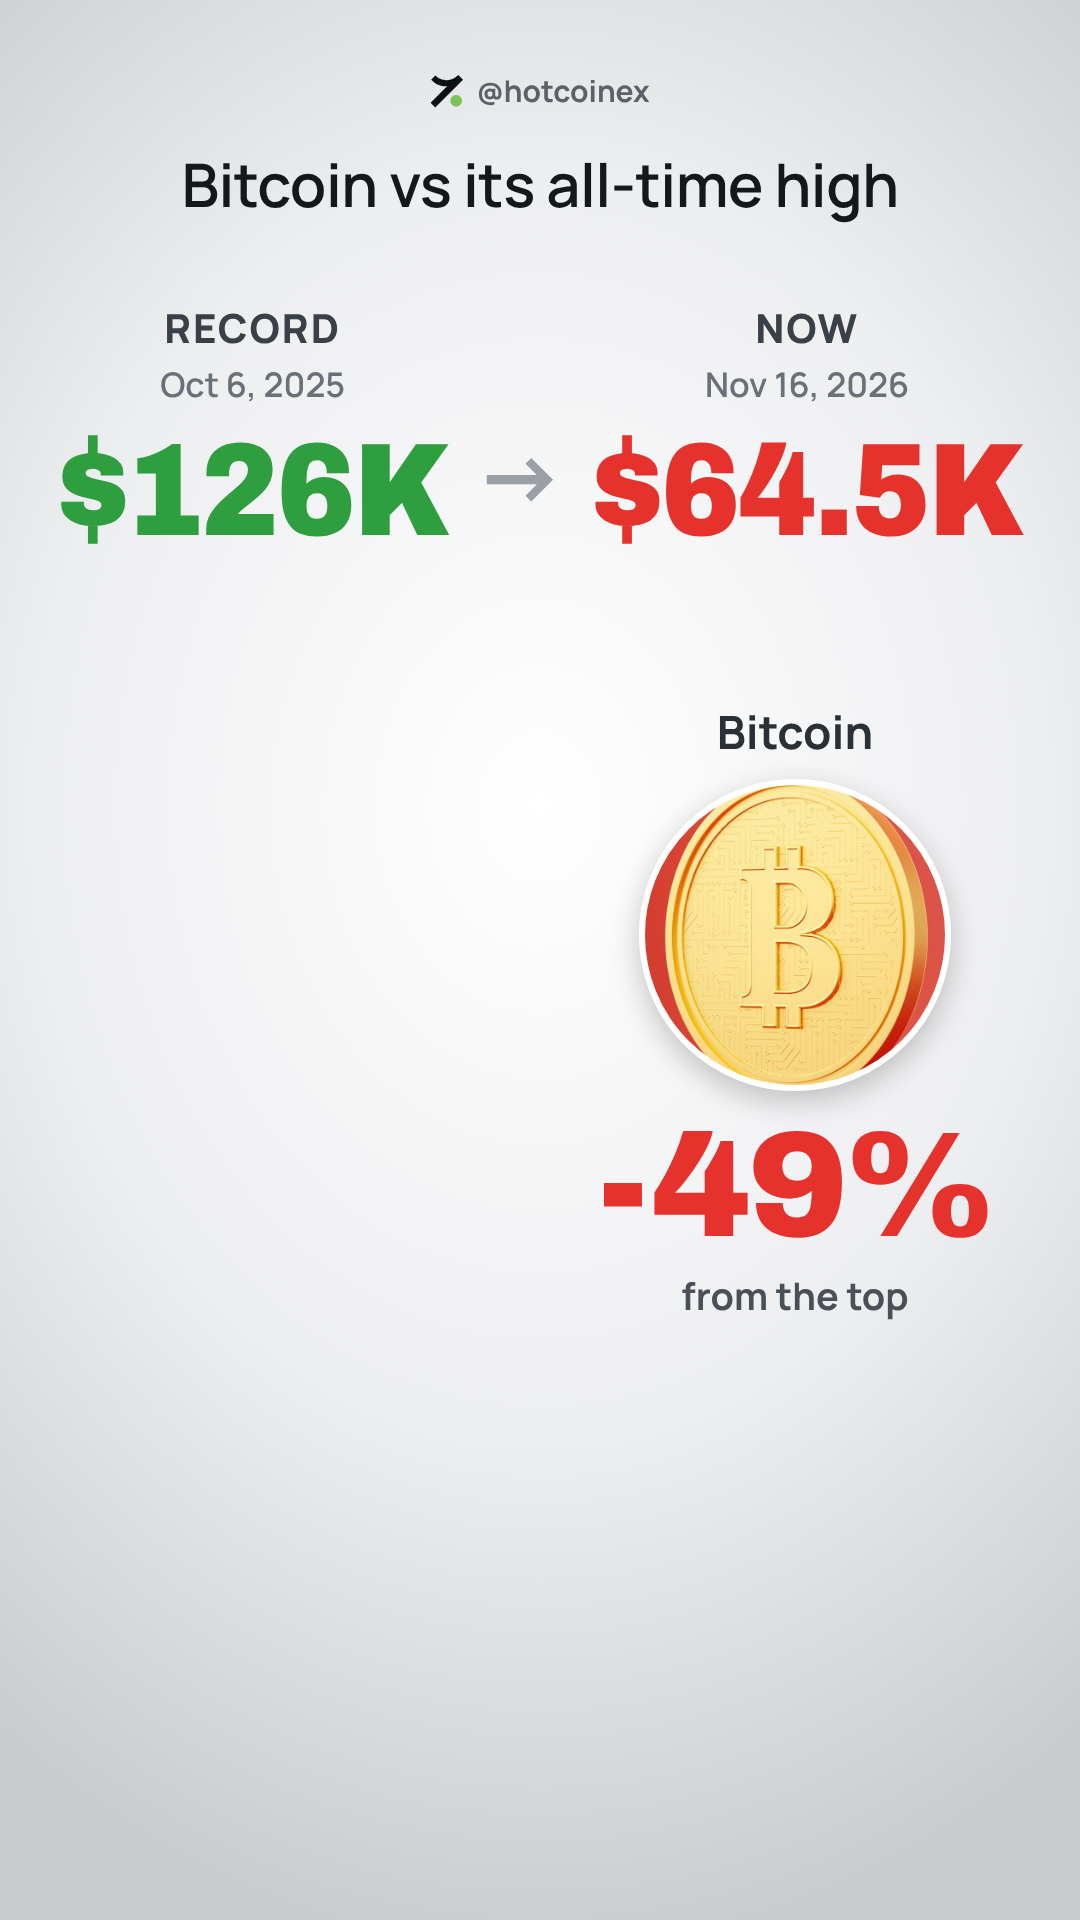 @hotcoinex
Bitcoin vs its all-time high
RECORD
Oct 6, 2025
$126K
→
NOW
Nov 16, 2026
$64.5K
Bitcoin
-49%
from the top